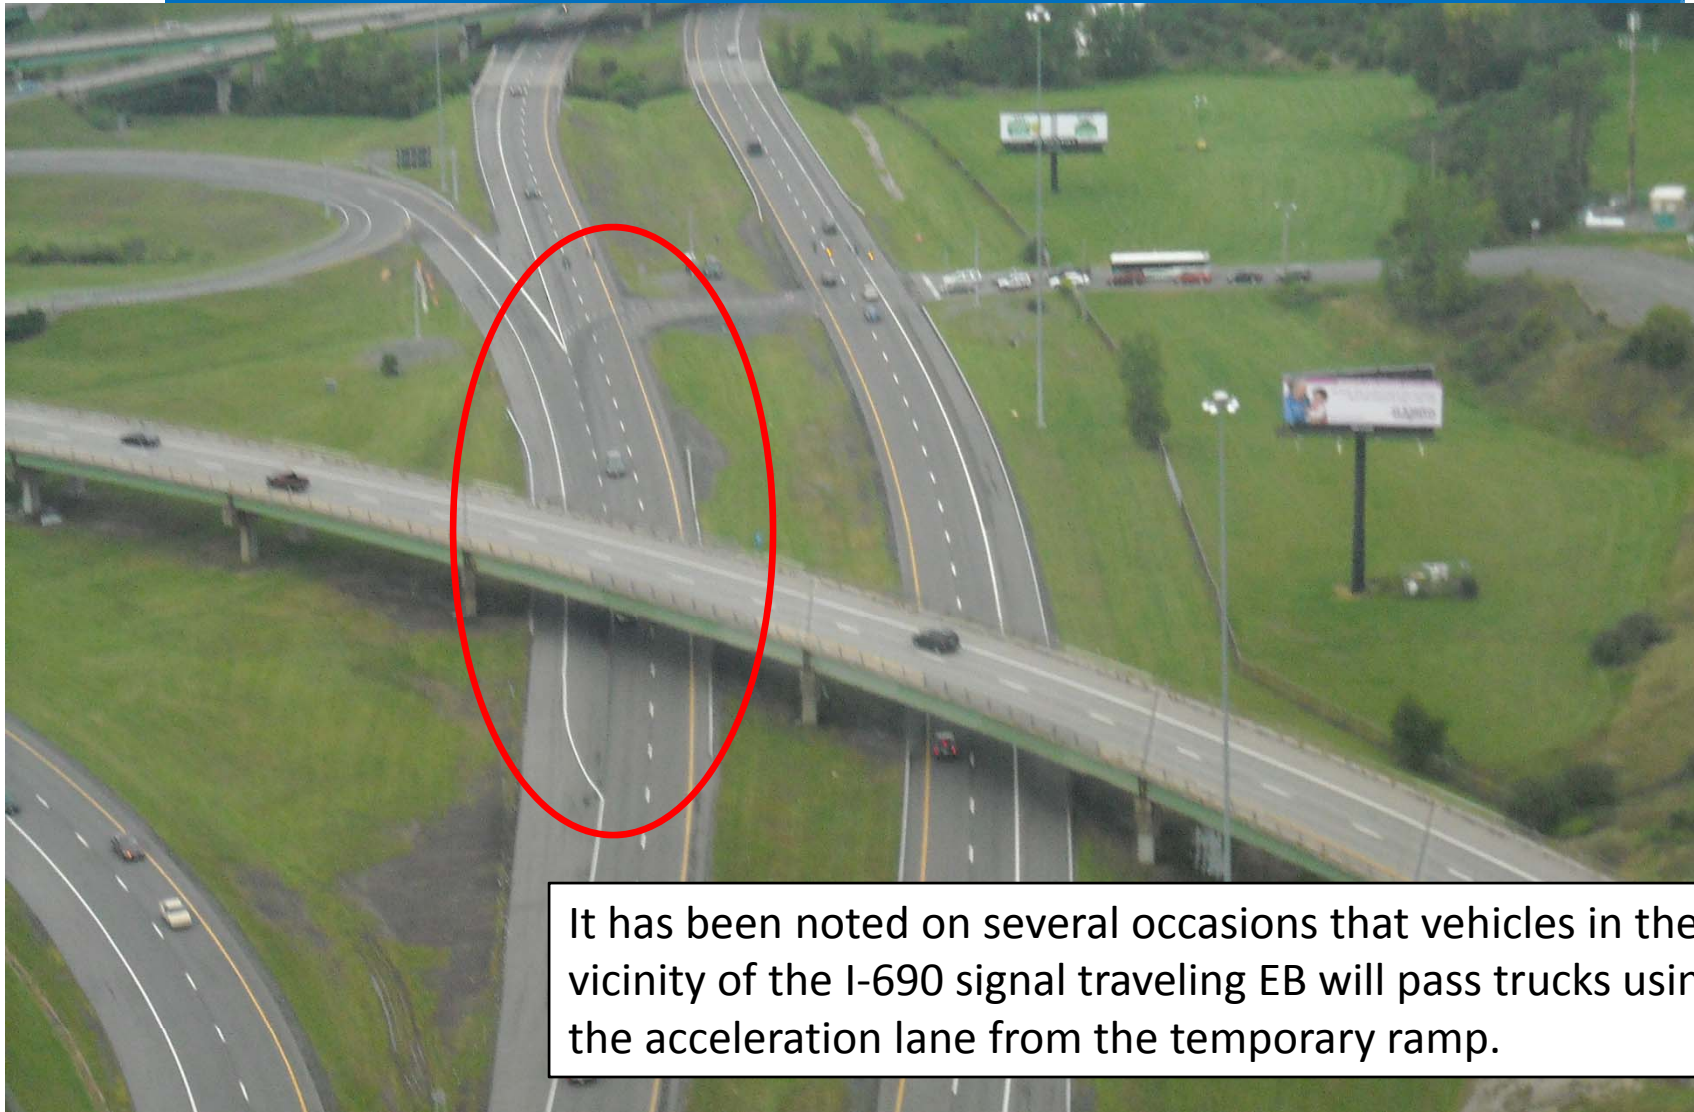 It has been noted on several occasions that vehicles in the
vicinity of the I-690 signal traveling EB will pass trucks usin
the acceleration lane from the temporary ramp.